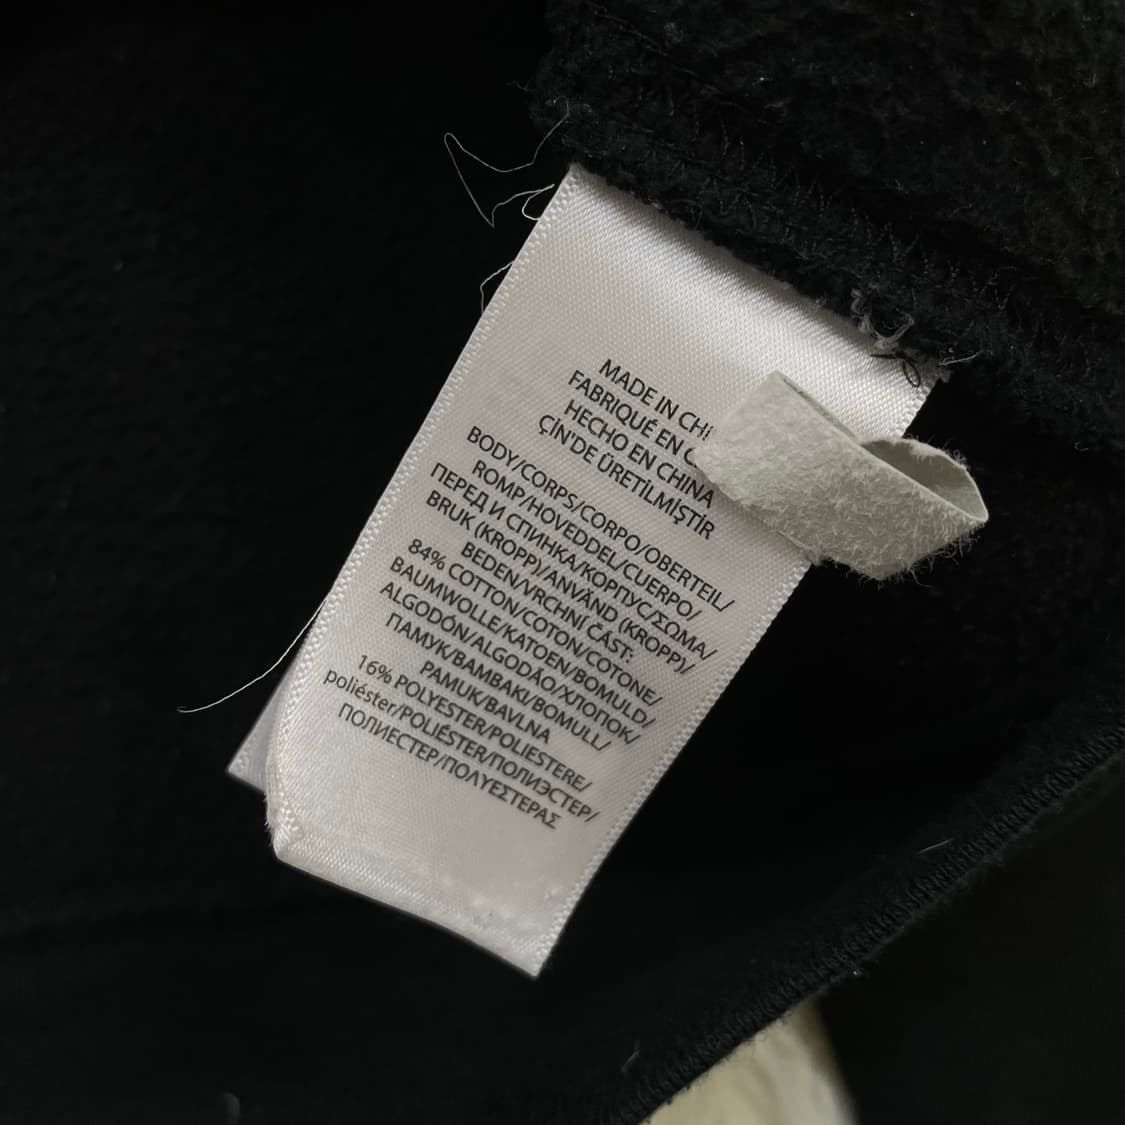 MADE IN CHI
FABRIQUÉ EN C
HECHO EN CHINA
ÇİN'DE ÜRETİLMİŞTİR
BODY/CORPS/CORPO/OBERTEIL/
ROMP/HOVEDDEL/CUERPO/
ПЕРЕД И СПИНКА/КОРПУС/ΣΩΜΑ/
BRUK (KROPP)/ANVÄND (KROPP)/
BEDEN/VRCHNÍ ČÁST:
84% COTTON/COTON/COTONE/
BAUMWOLLE/KATOEN/BOMULD/
ALGODÓN/ALGODÃO/ХЛОПОК/
ПАМУК/ΒΑΜΒΑΚΙ/BOMULL/
PAMUK/BAVLNA
16% POLYESTER/POLIESTERE/
poliéster/POLIÉSTER/ПОЛИЭСТЕР/
ПОЛИЕСТЕР/ΠΟΛΥΕΣΤΕΡΑΣ